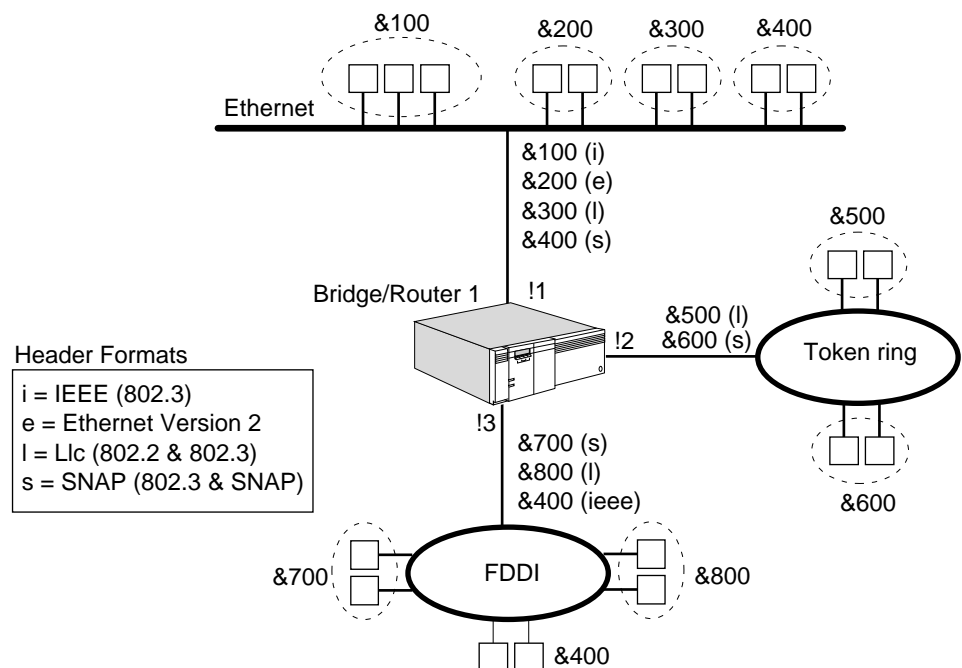 &100
&200
&300
&400
Ethernet
&100 (i)
&200 (e)
&300 (l)
&400 (s)
&500
Bridge/Router 1
!1
&500 (l)
!2
&600 (s)
Token ring
Header Formats
i = IEEE (802.3)
e = Ethernet Version 2
l = Llc (802.2 & 802.3)
s = SNAP (802.3 & SNAP)
!3
&700 (s)
&800 (l)
&400 (ieee)
&600
&700
FDDI
&800
&400